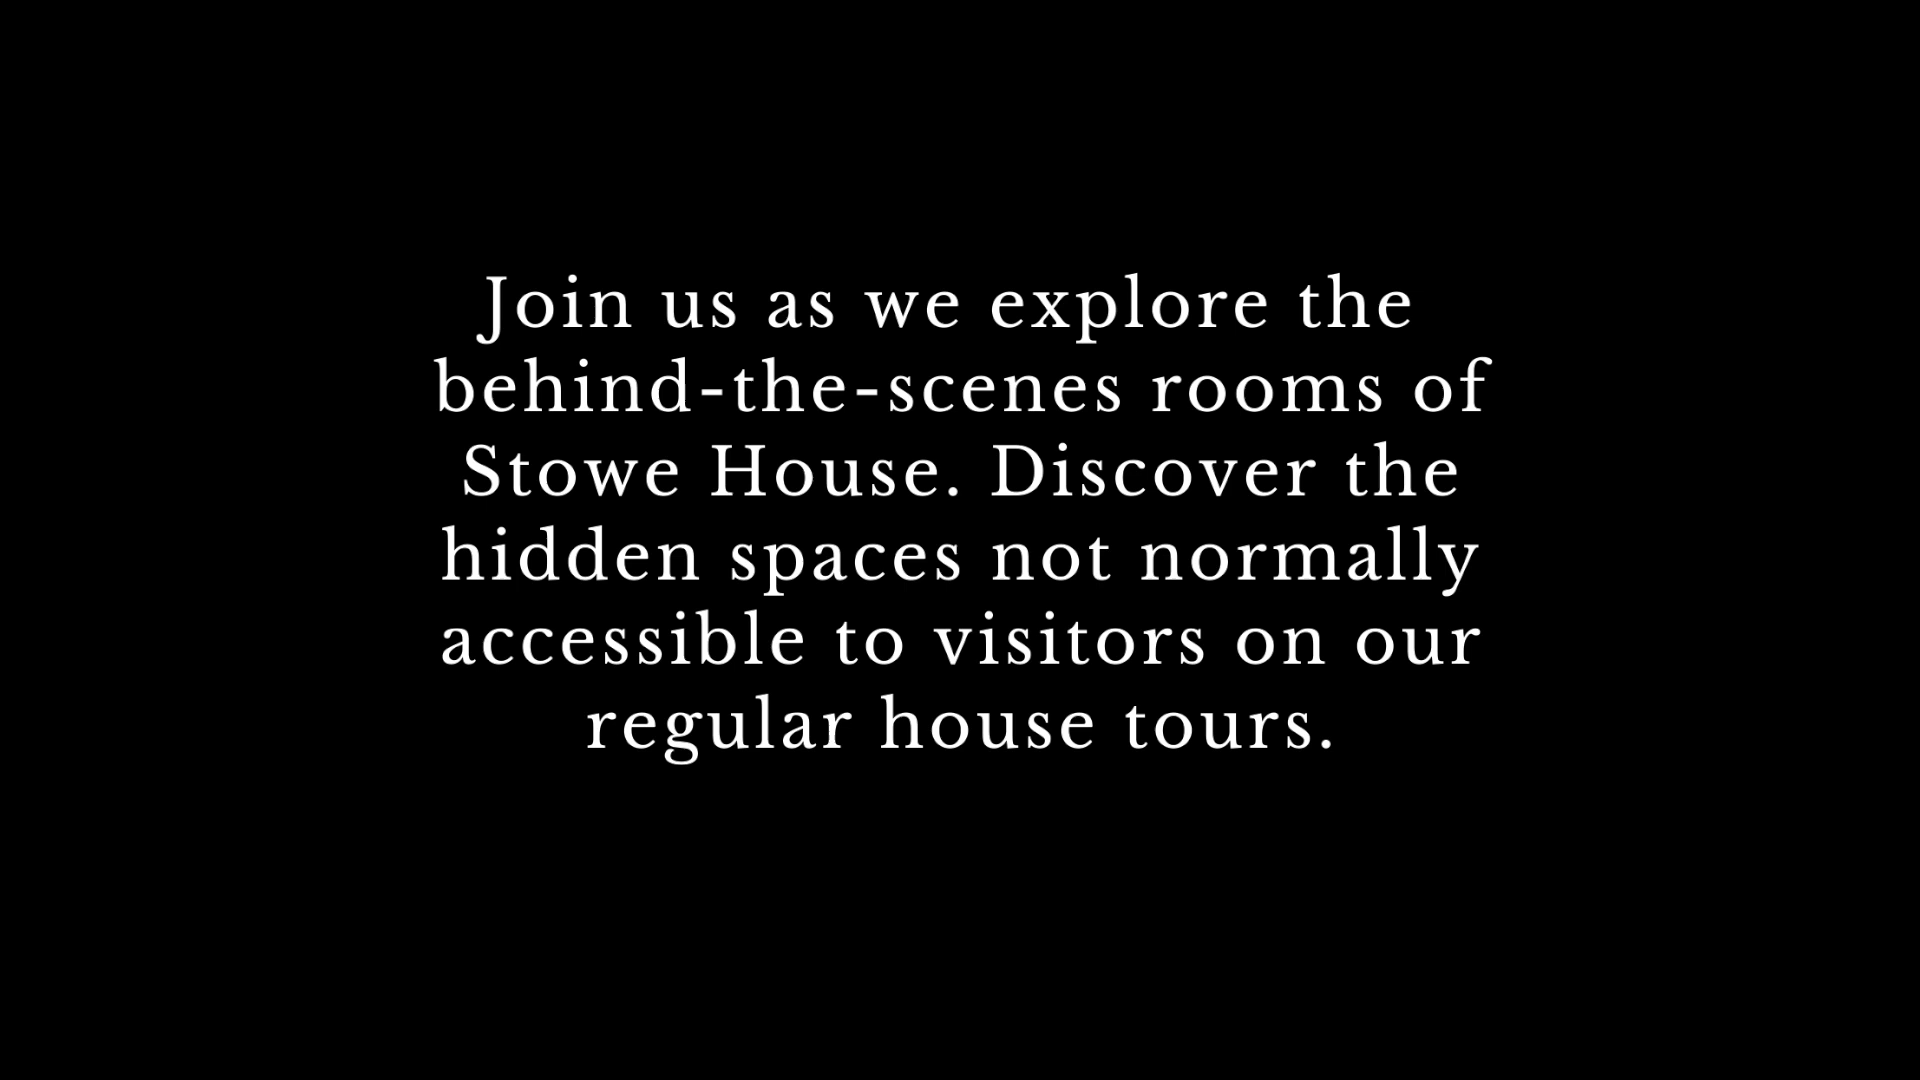 Join us as we explore the
behind-the-scenes rooms of
Stowe House. Discover the
hidden spaces not normally
accessible to visitors on our
regular house tours.